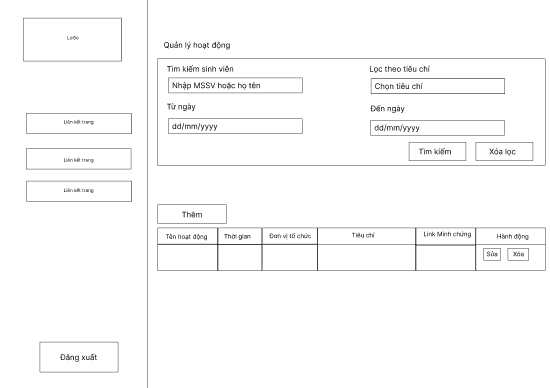 LoGo
Liên kết trang
Liên kết trang
Liên kết trang
Đăng xuất
Quản lý hoạt động
Tìm kiếm sinh viên
Nhập MSSV hoặc họ tên
Lọc theo tiêu chí
Chọn tiêu chí
Từ ngày
dd/mm/yyyy
Đến ngày
dd/mm/yyyy
Tìm kiếm
Xóa lọc
Thêm
Tên hoạt động
Thời gian
Đơn vị tổ chức
Tiêu chí
Link Minh chứng
Hành động
Sửa
Xóa